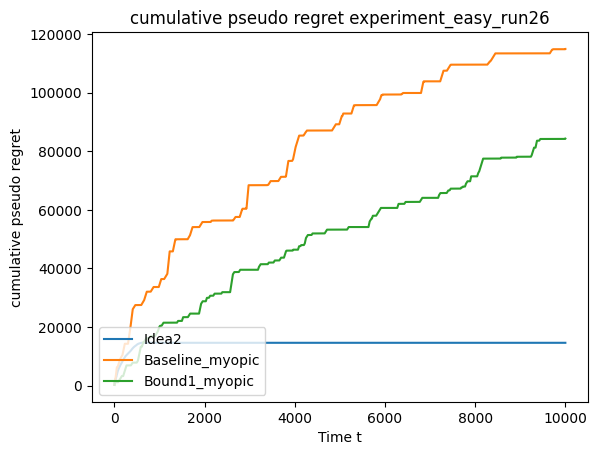 cumulative pseudo regret experiment_easy_run26
120000
100000
80000
60000
40000
20000
0
cumulative pseudo regret
Idea2
Baseline_myopic
Bound1_myopic
0 2000 4000 6000 8000 10000
Time t